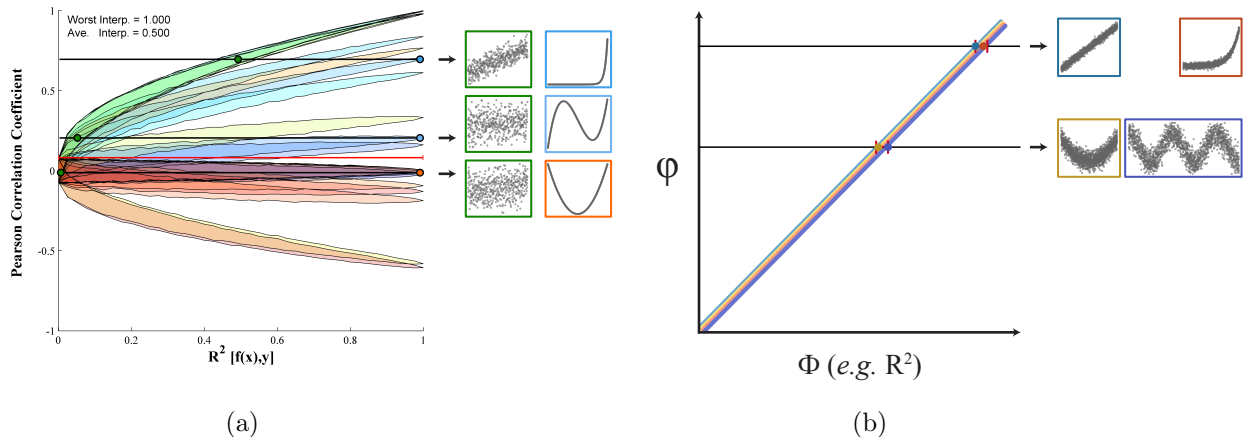 Worst Interp. = 1.000
Ave. Interp. = 0.500
Pearson Correlation Coefficient
1
0.5
0
-0.5
-1
0
0.2
0.4
0.6
0.8
1
R² [f(x),y]
(a)
φ
Φ (e.g. R²)
(b)